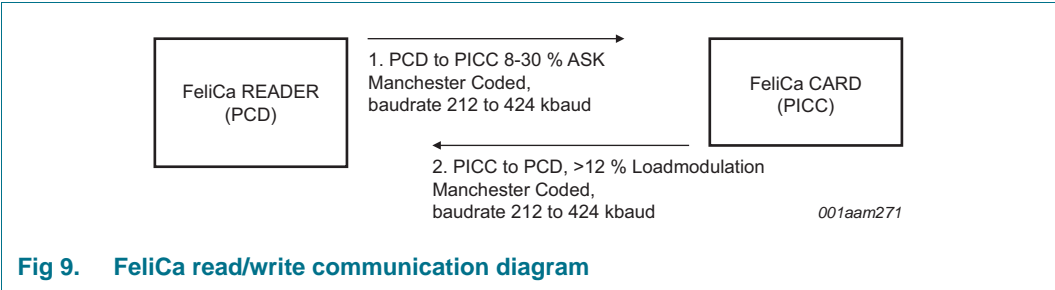 FeliCa READER
(PCD)
1. PCD to PICC 8-30 % ASK
Manchester Coded,
baudrate 212 to 424 kbaud
FeliCa CARD
(PICC)
2. PICC to PCD, >12 % Loadmodulation
Manchester Coded,
baudrate 212 to 424 kbaud
001aam271
Fig 9. FeliCa read/write communication diagram